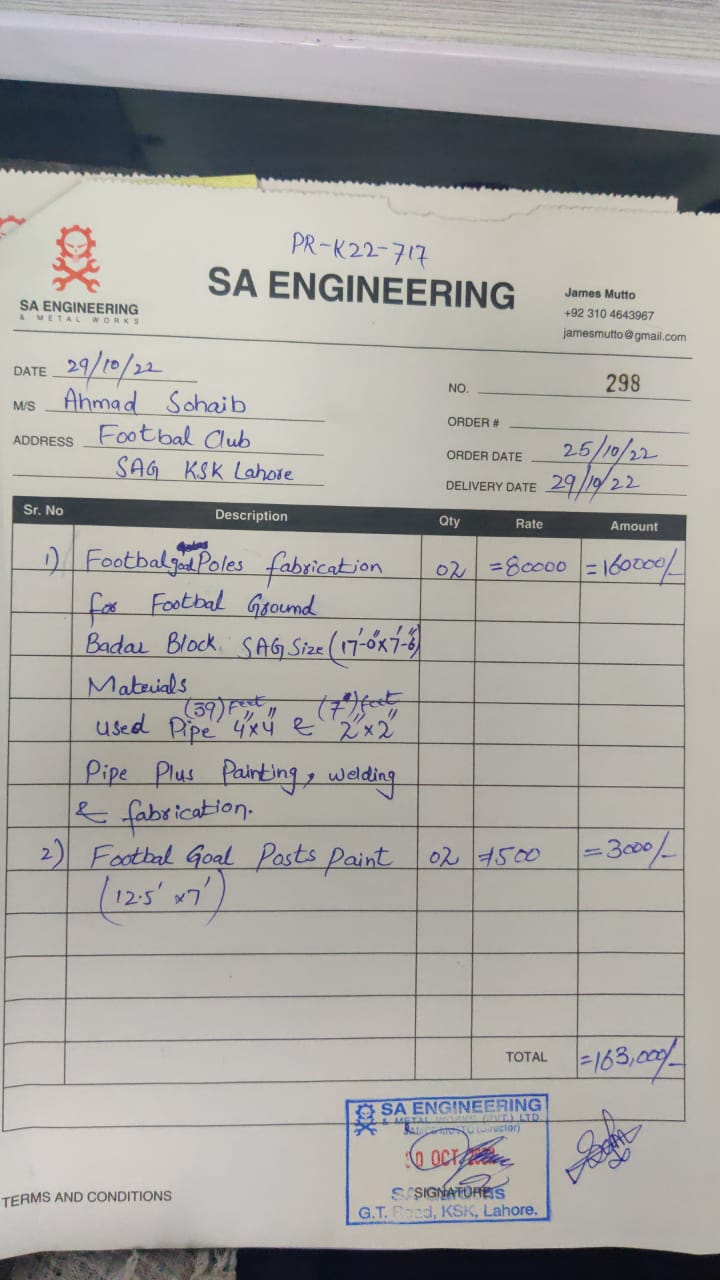 PR-K22-717
SA ENGINEERING
& METAL WORKS
SA ENGINEERING
James Mutto
+92 310 4643967
jamesmutto@gmail.com
DATE 29/10/22
M/S Ahmad Sohaib
ADDRESS Footbal Club
SAG KSK Lahore
NO. 298
ORDER #
ORDER DATE 25/10/22
DELIVERY DATE 29/10/22
Sr. No Description Qty Rate Amount
1) Footbal goal Poles fabrication 02 =80000 =160000/-
for Footbal Ground
Badar Block. SAG Size (17'-0"x7'-6")
Materials
(39) feet (7") feet
used Pipe 4"x4" & 2"x2"
Pipe Plus Painting, welding
& fabrication.
2) Footbal Goal Posts Paint 02 =1500 =3000/-
(12.5' x7')
TOTAL =163,000/-
SA ENGINEERING
& METAL WORKS (PVT.) LTD
JAMES MUTTO (Director)
30 OCT 2022
SIGNATURE
G.T. Road, KSK, Lahore.
TERMS AND CONDITIONS